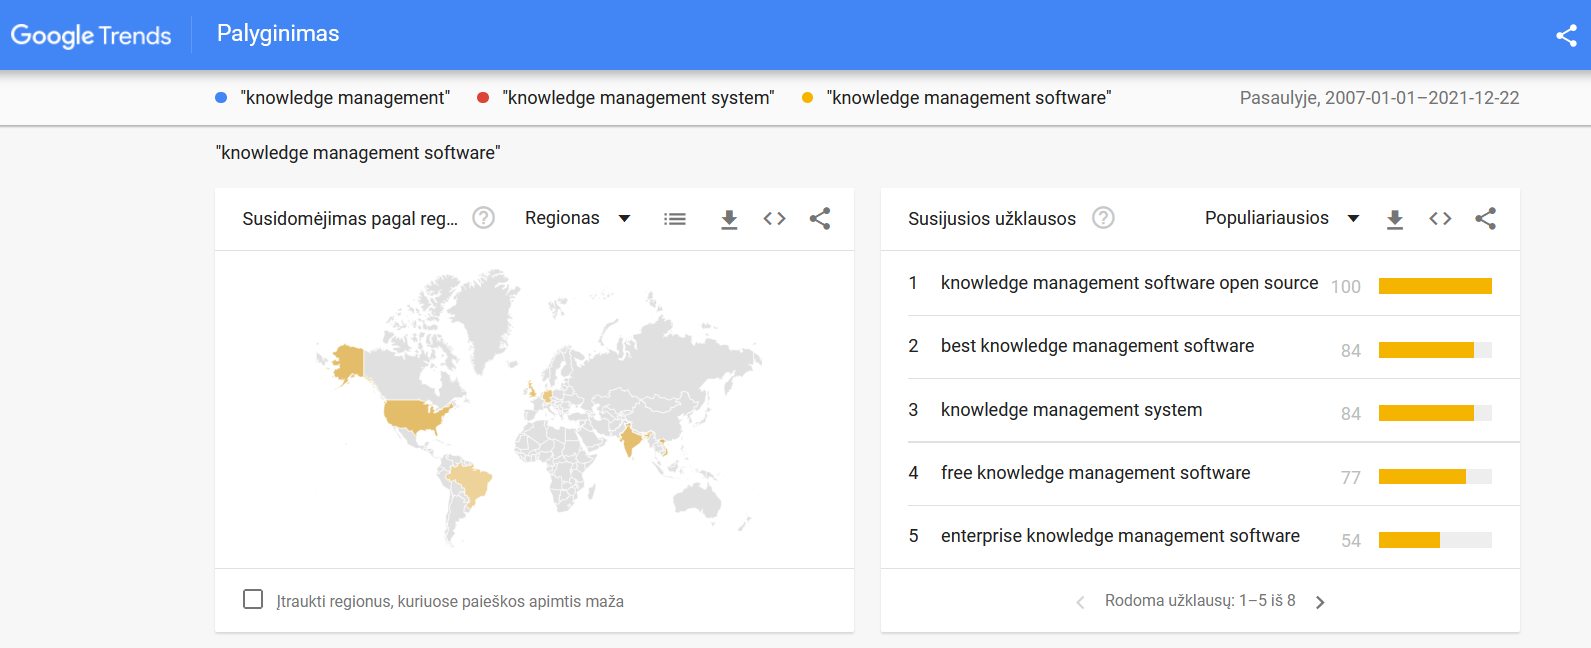 Google Trends Palyginimas
"knowledge management" "knowledge management system" "knowledge management software" Pasaulyje, 2007-01-01–2021-12-22
"knowledge management software"
Susidomėjimas pagal reg... ? Regionas
Įtraukti regionus, kuriuose paieškos apimtis maža
Susijusios užklausos ? Populiariausios
1 knowledge management software open source 100
2 best knowledge management software 84
3 knowledge management system 84
4 free knowledge management software 77
5 enterprise knowledge management software 54
Rodoma užklausų: 1–5 iš 8